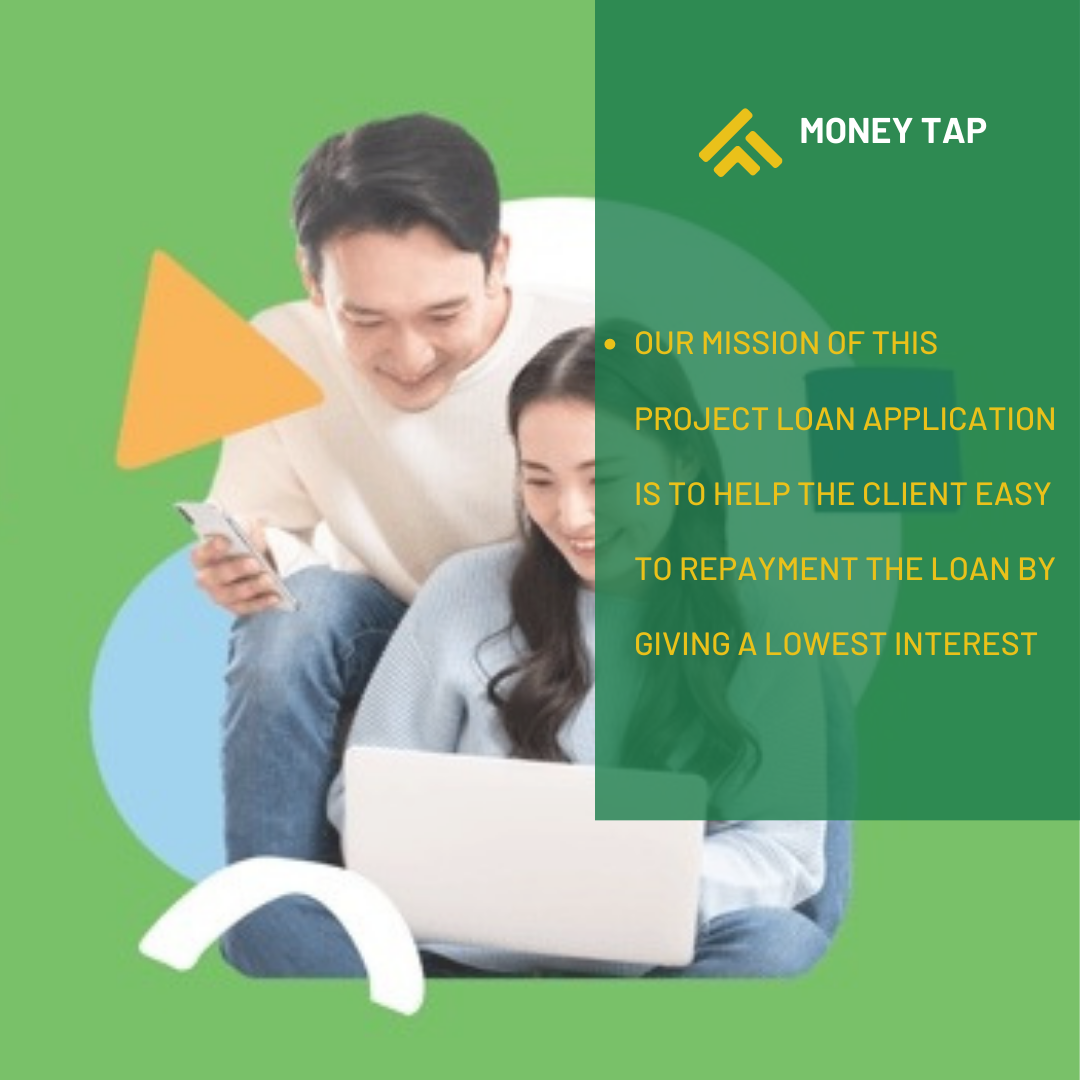 MONEY TAP
• OUR MISSION OF THIS
PROJECT LOAN APPLICATION
IS TO HELP THE CLIENT EASY
TO REPAYMENT THE LOAN BY
GIVING A LOWEST INTEREST